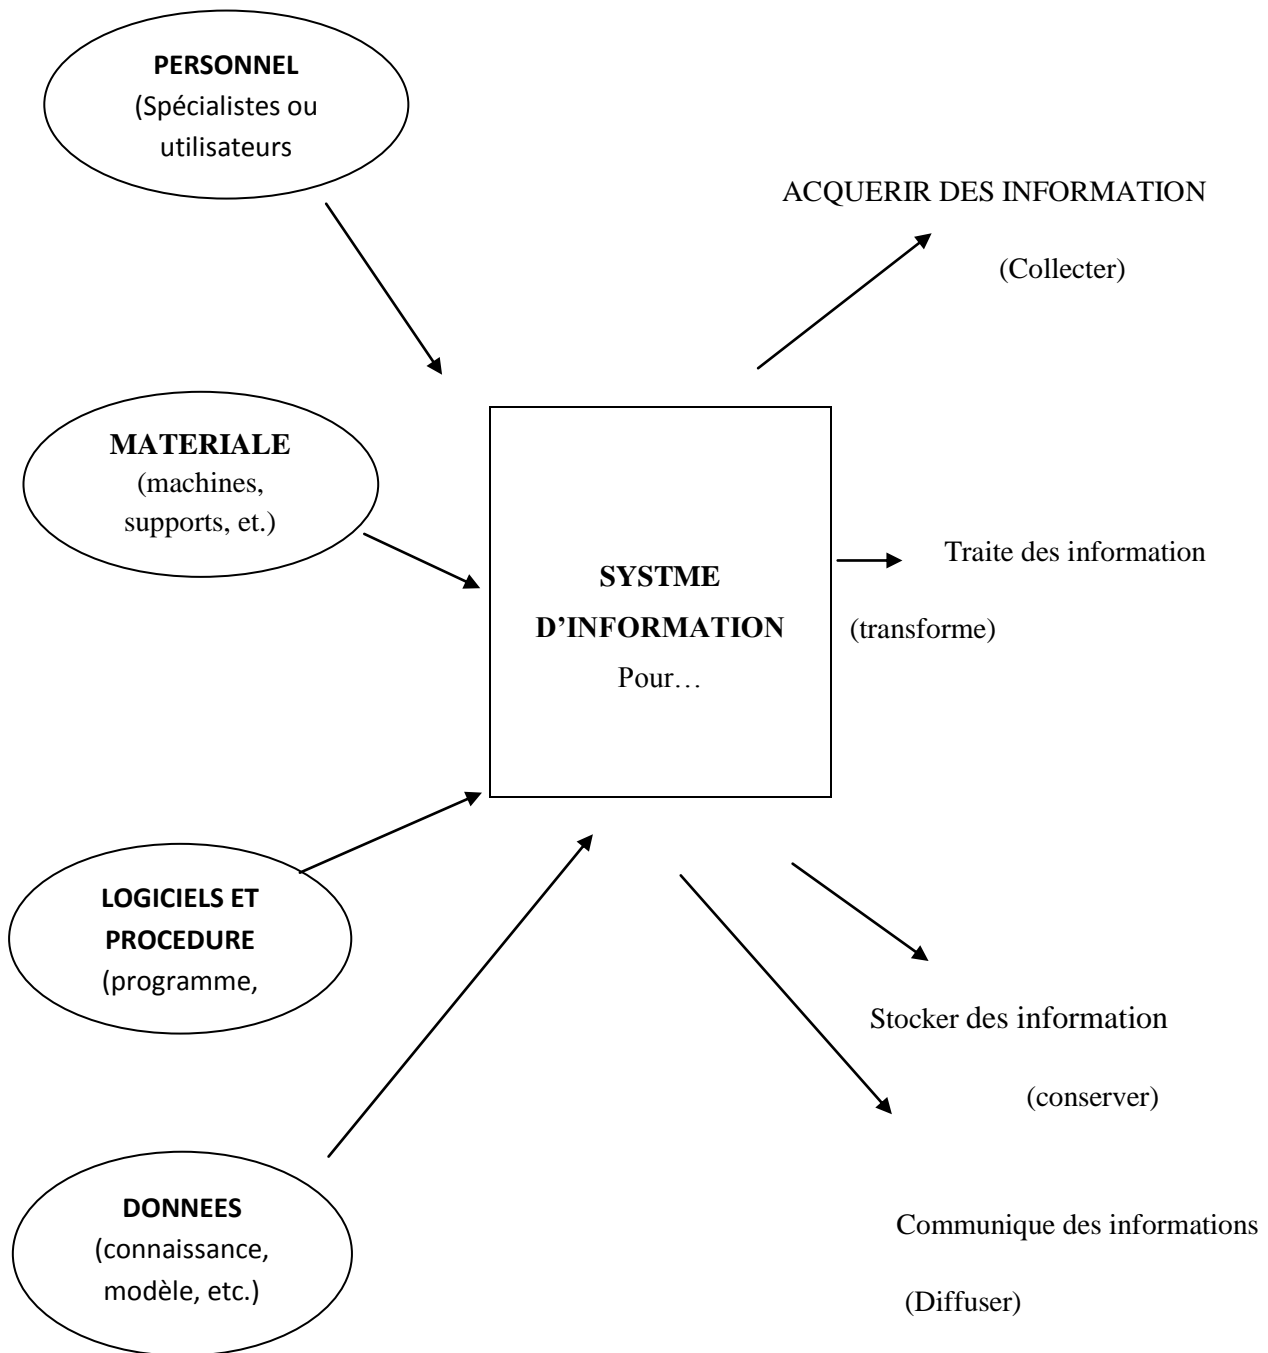 PERSONNEL
(Spécialistes ou
utilisateurs
ACQUERIR DES INFORMATION
(Collecter)
MATERIALE
(machines,
supports, et.)
SYSTME
D’INFORMATION
Pour…
Traite des information
(transforme)
LOGICIELS ET
PROCEDURE
(programme,
Stocker des information
(conserver)
DONNEES
(connaissance,
modèle, etc.)
Communique des informations
(Diffuser)